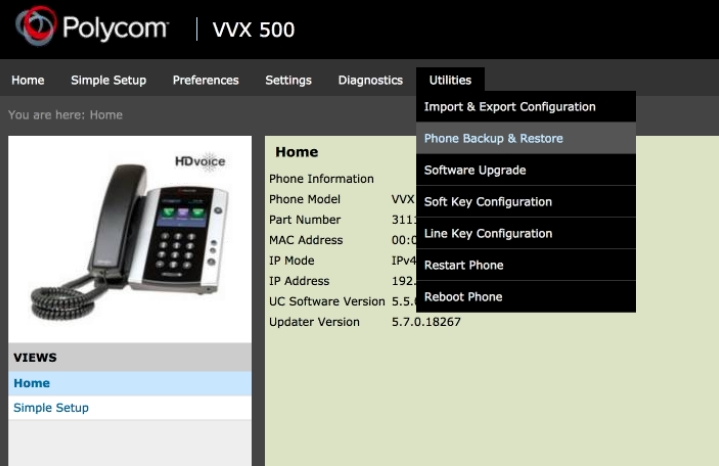 Polycom | VVX 500
Home Simple Setup Preferences Settings Diagnostics Utilities
You are here: Home
Import & Export Configuration
Phone Backup & Restore
Software Upgrade
Soft Key Configuration
Line Key Configuration
Restart Phone
Reboot Phone
HDvoice
Home
Phone Information
Phone Model VVX
Part Number 3111
MAC Address 00:0
IP Mode IPv4
IP Address 192.
UC Software Version 5.5.
Updater Version 5.7.0.18267
VIEWS
Home
Simple Setup